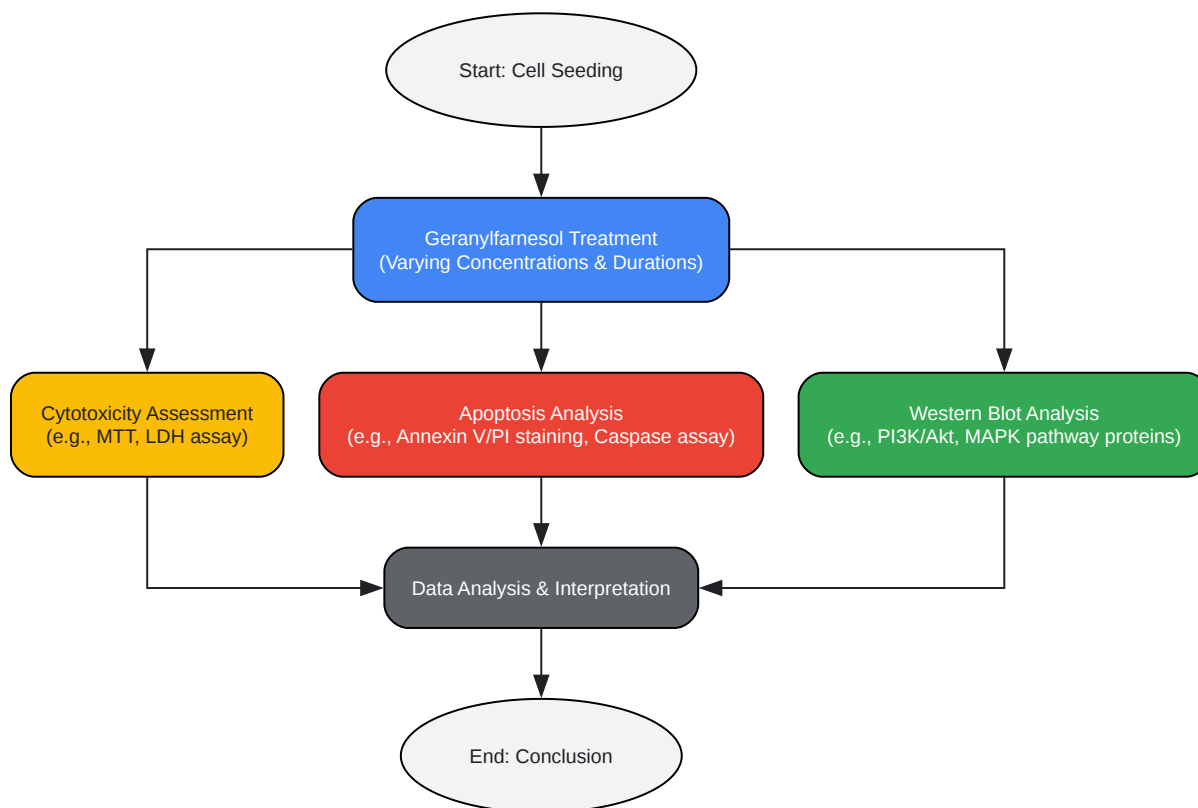 Start: Cell Seeding
Geranylfarnesol Treatment
(Varying Concentrations & Durations)
Cytotoxicity Assessment
(e.g., MTT, LDH assay)
Apoptosis Analysis
(e.g., Annexin V/PI staining, Caspase assay)
Western Blot Analysis
(e.g., PI3K/Akt, MAPK pathway proteins)
Data Analysis & Interpretation
End: Conclusion